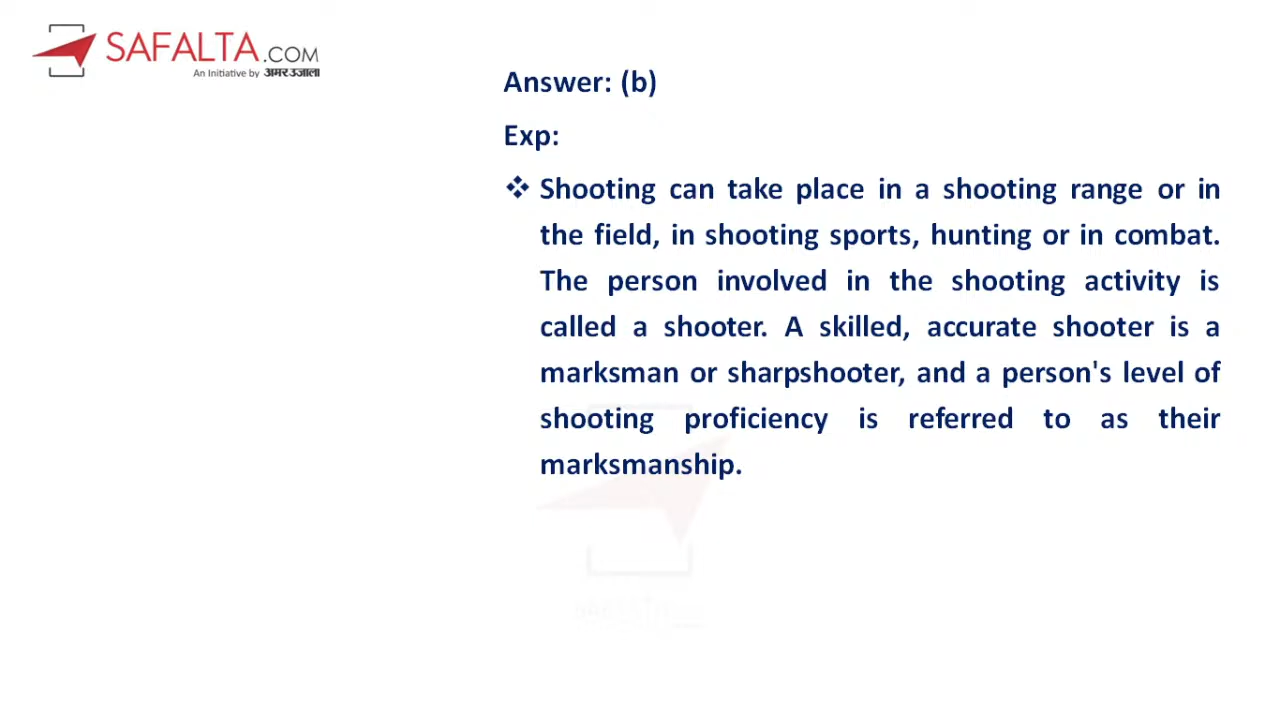 SAFALTA.COM
An Initiative by अमर उजाला
Answer: (b)
Exp:
❖ Shooting can take place in a shooting range or in
the field, in shooting sports, hunting or in combat.
The person involved in the shooting activity is
called a shooter. A skilled, accurate shooter is a
marksman or sharpshooter, and a person's level of
shooting proficiency is referred to as their
marksmanship.